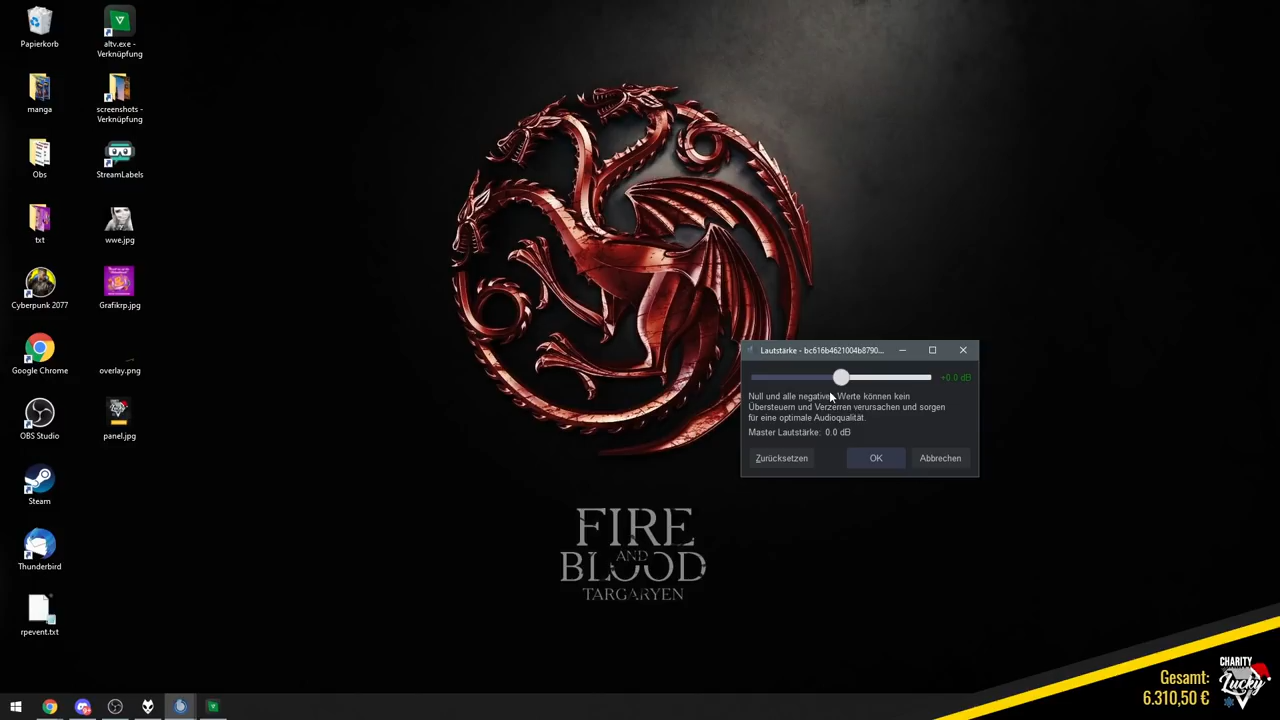 Papierkorb
altv.exe -
Verknüpfung
manga
screenshots -
Verknüpfung
Obs
StreamLabels
txt
wwe.jpg
Cyberpunk 2077
Grafikrp.jpg
Google Chrome
overlay.png
OBS Studio
panel.jpg
Steam
Thunderbird
rpevent.txt
FIRE
AND
BLOOD
TARGARYEN
Lautstärke - bc616b4621004b8790...
+0.0 dB
Null und alle negativen Werte können kein
Übersteuern und Verzerren verursachen und sorgen
für eine optimale Audioqualität.
Master Lautstärke: 0.0 dB
Zurücksetzen
OK
Abbrechen
Gesamt:
6.310,50 €
CHARITY
Lucky